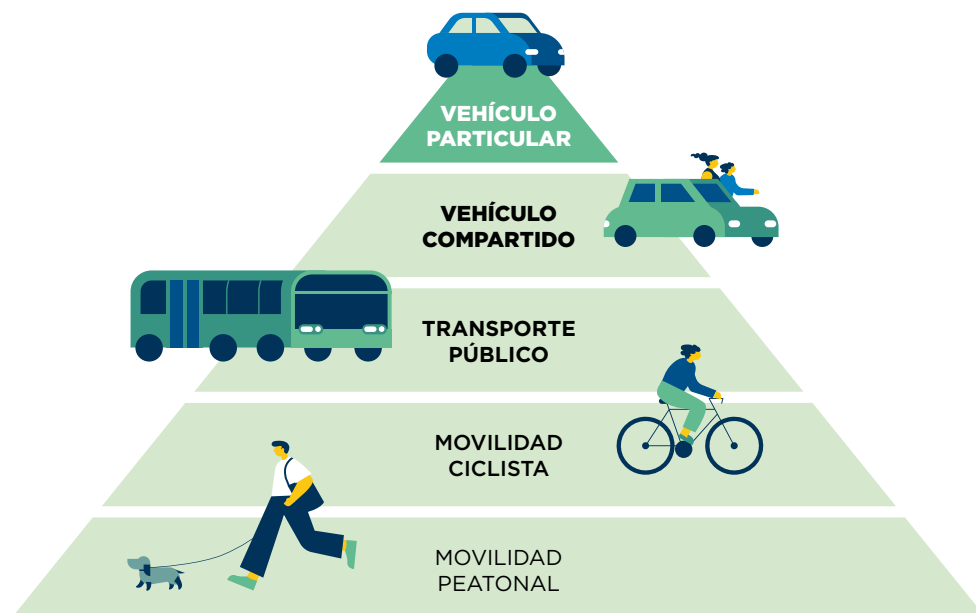 VEHÍCULO
PARTICULAR
VEHÍCULO
COMPARTIDO
TRANSPORTE
PÚBLICO
MOVILIDAD
CICLISTA
MOVILIDAD
PEATONAL